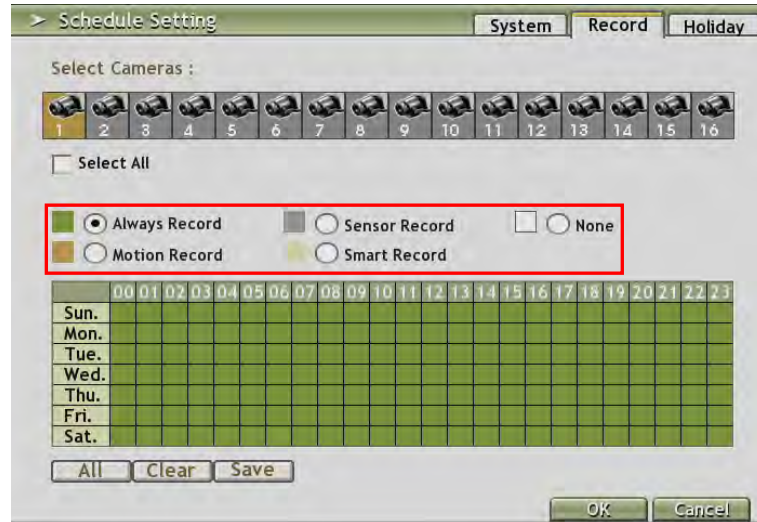 Schedule Setting
System Record Holiday
Select Cameras :
1 2 3 4 5 6 7 8 9 10 11 12 13 14 15 16
Select All
Always Record Sensor Record None
Motion Record Smart Record
00 01 02 03 04 05 06 07 08 09 10 11 12 13 14 15 16 17 18 19 20 21 22 23
Sun.
Mon.
Tue.
Wed.
Thu.
Fri.
Sat.
All Clear Save
OK Cancel